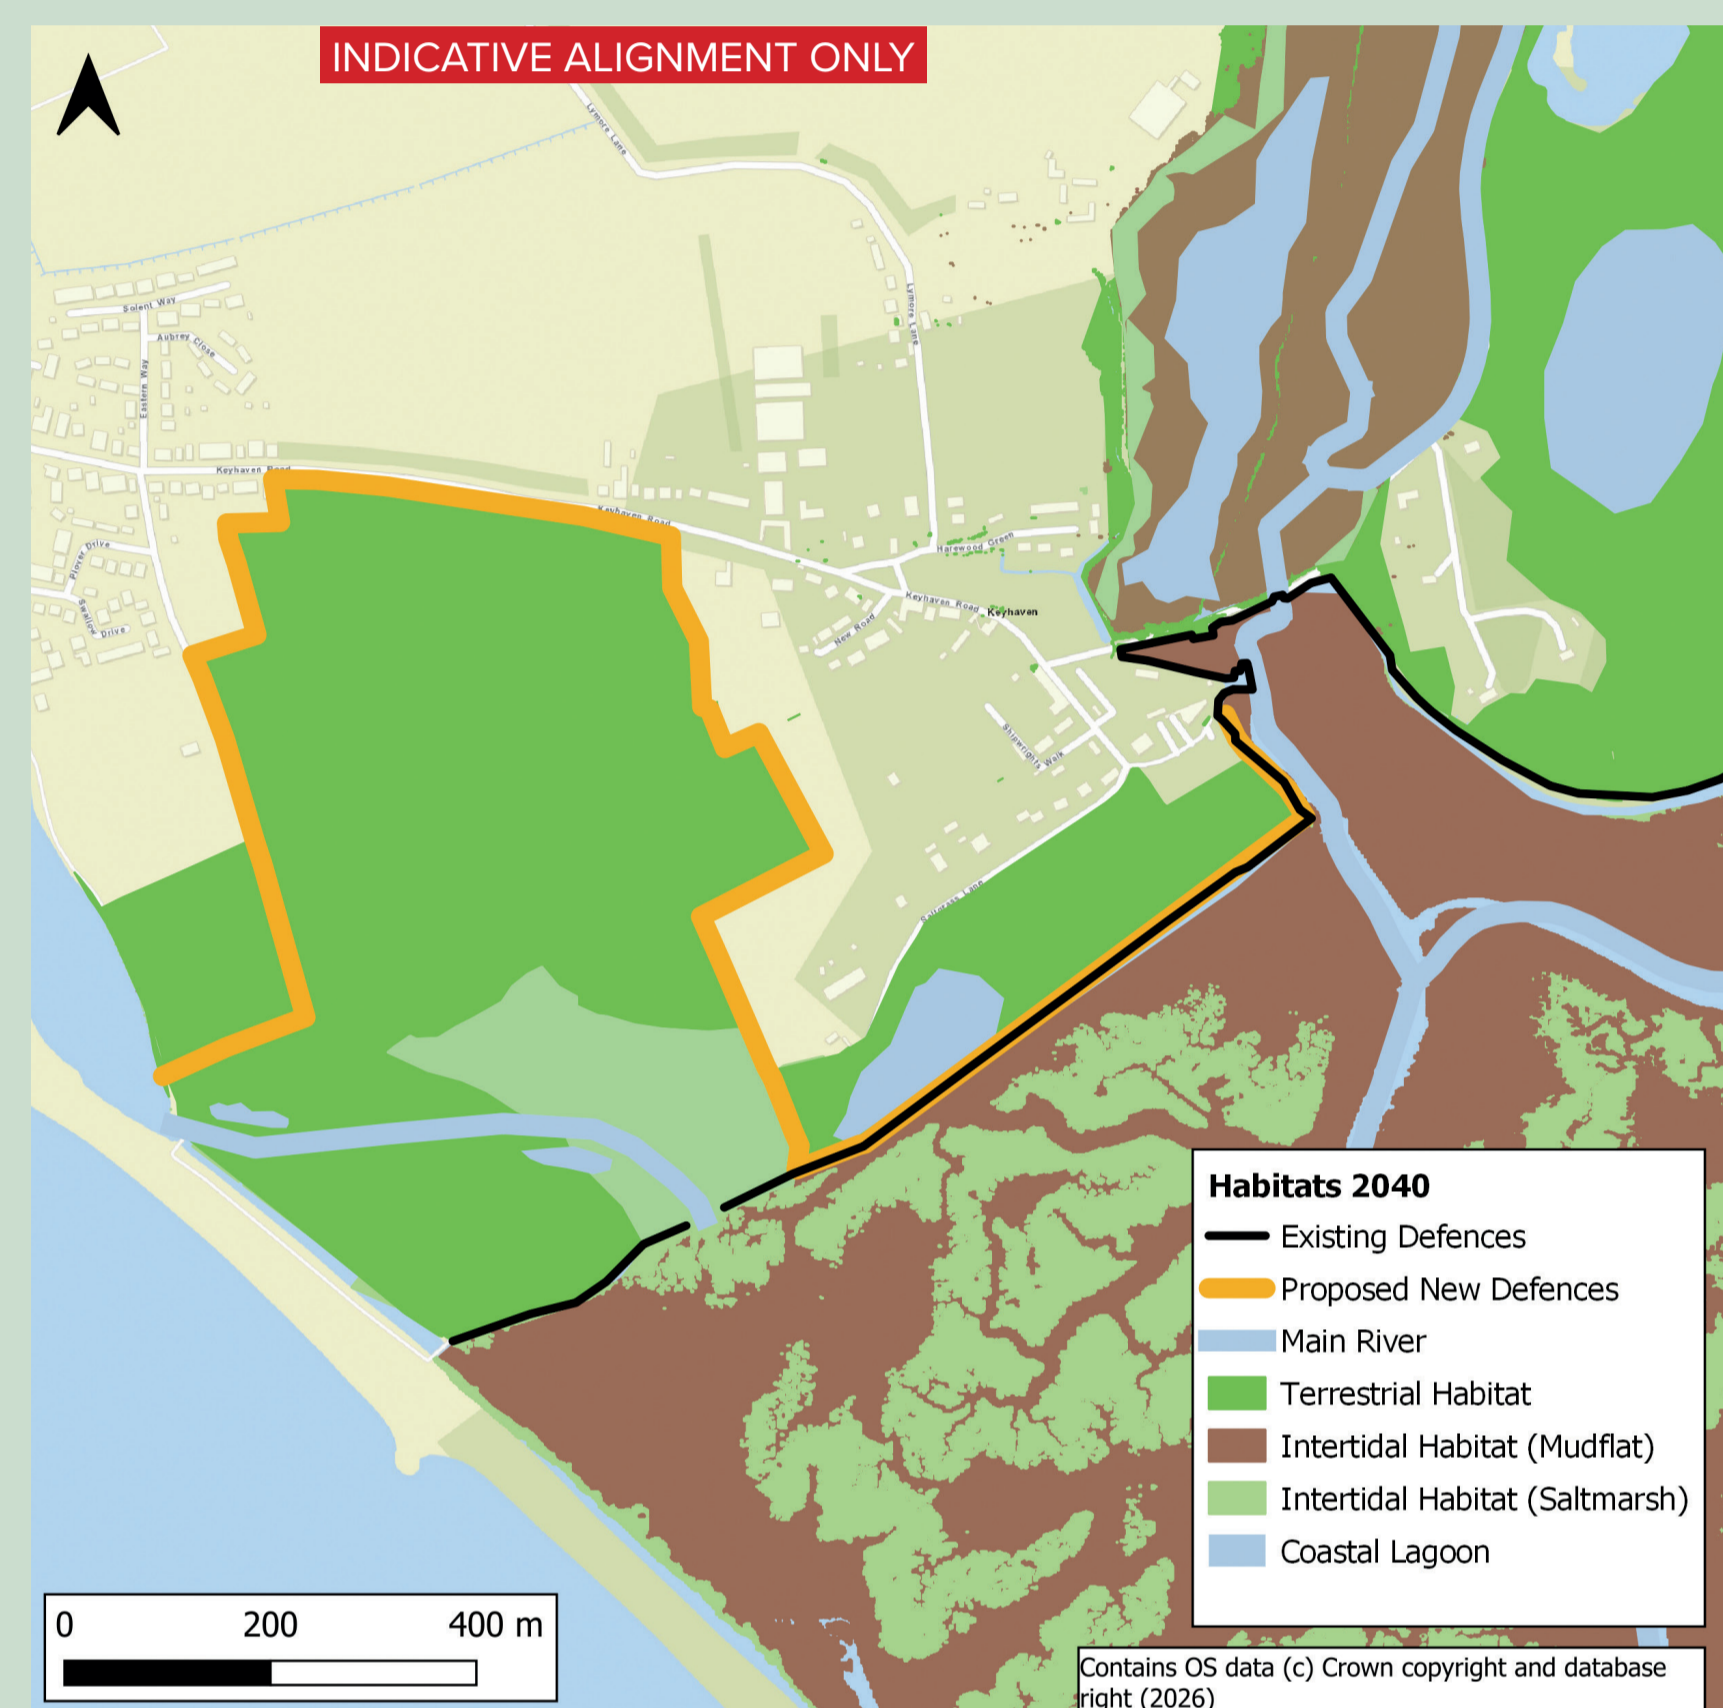 INDICATIVE ALIGNMENT ONLY
Lymore Lane
Solent Way
Aubrey Close
Eastern Way
Lymore Lane
Keyhaven Road
Keyhaven Road
Plover Drive
Swallow Drive
Harewood Green
Keyhaven Road
Keyhaven
New Road
Shipwrights Walk
Saltgrass Lane
Habitats 2040
Existing Defences
Proposed New Defences
Main River
Terrestrial Habitat
Intertidal Habitat (Mudflat)
Intertidal Habitat (Saltmarsh)
Coastal Lagoon
0 200 400 m
Contains OS data (c) Crown copyright and database
right (2026)